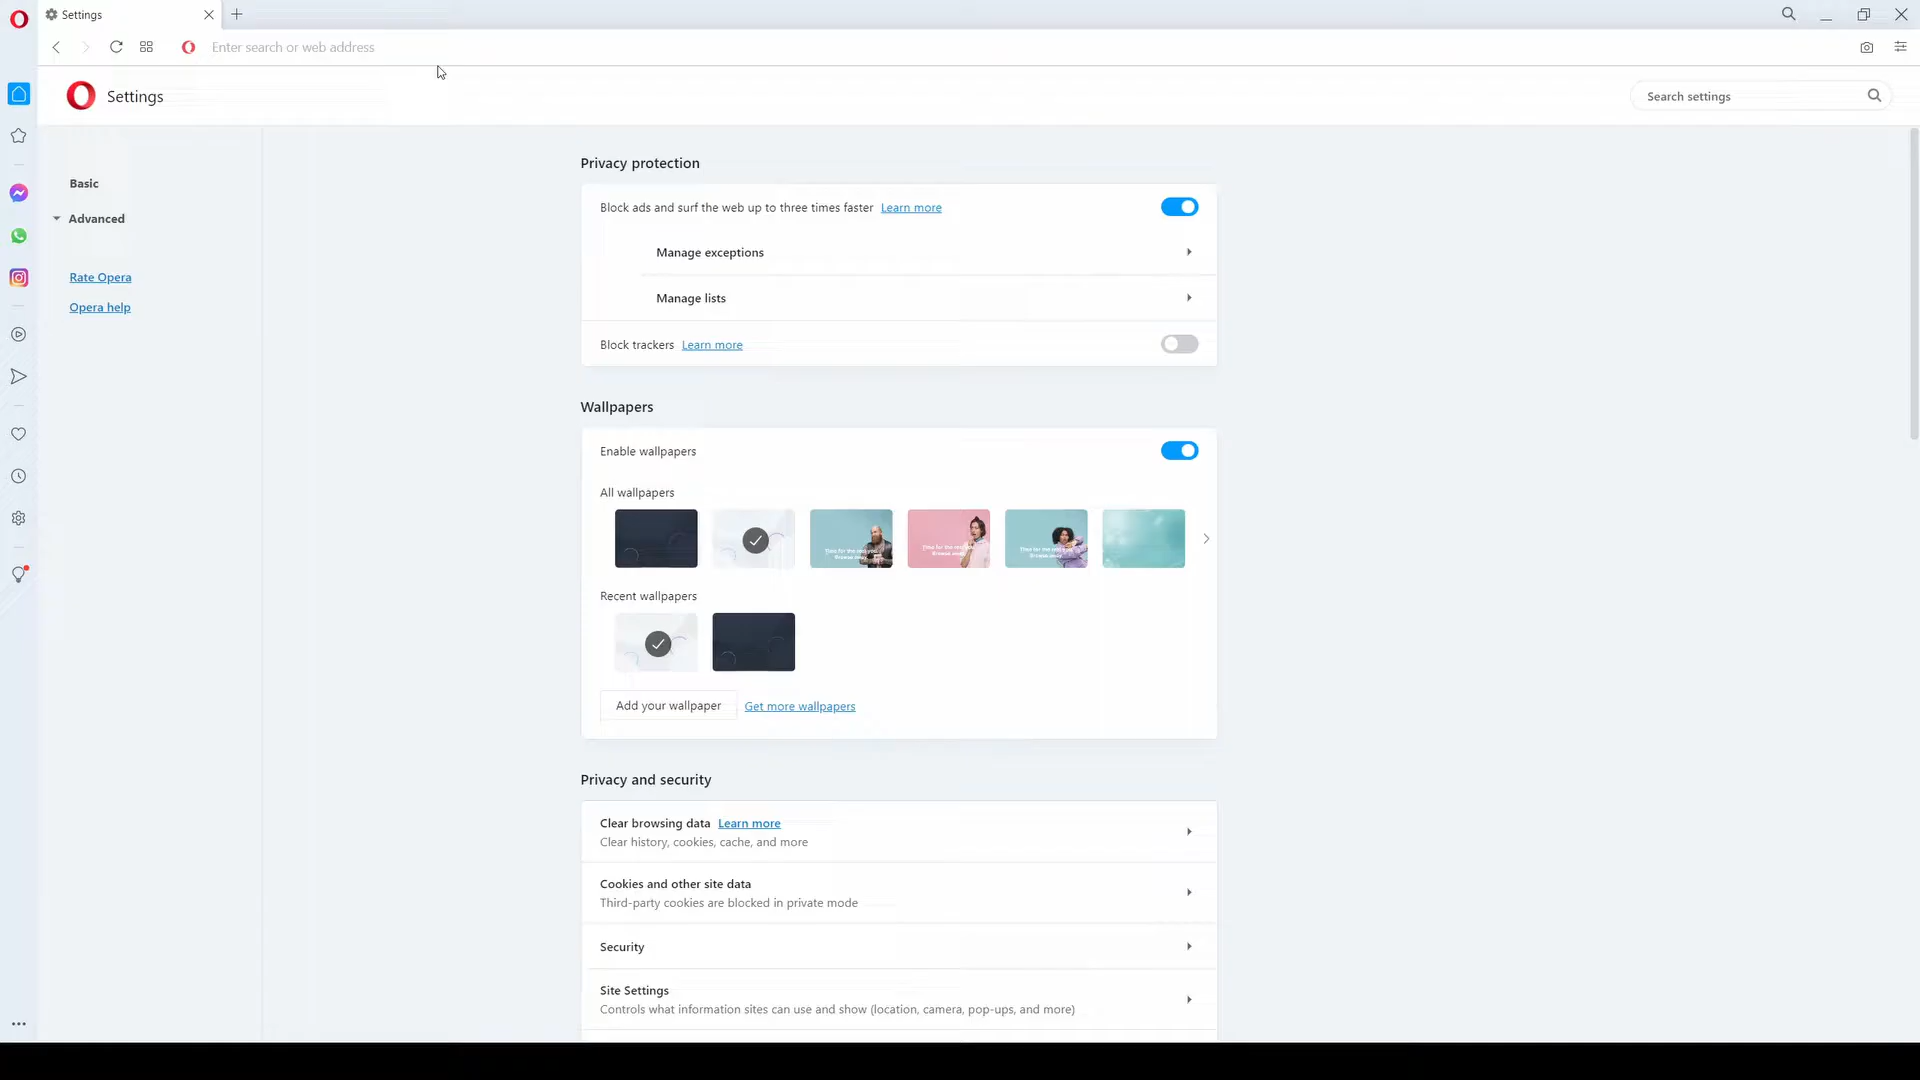 Settings
Enter search or web address
Settings
Search settings
Basic
Advanced
Rate Opera
Opera help
Privacy protection
Block ads and surf the web up to three times faster Learn more
Manage exceptions
Manage lists
Block trackers Learn more
Wallpapers
Enable wallpapers
All wallpapers
Recent wallpapers
Add your wallpaper Get more wallpapers
Privacy and security
Clear browsing data Learn more
Clear history, cookies, cache, and more
Cookies and other site data
Third-party cookies are blocked in private mode
Security
Site Settings
Controls what information sites can use and show (location, camera, pop-ups, and more)